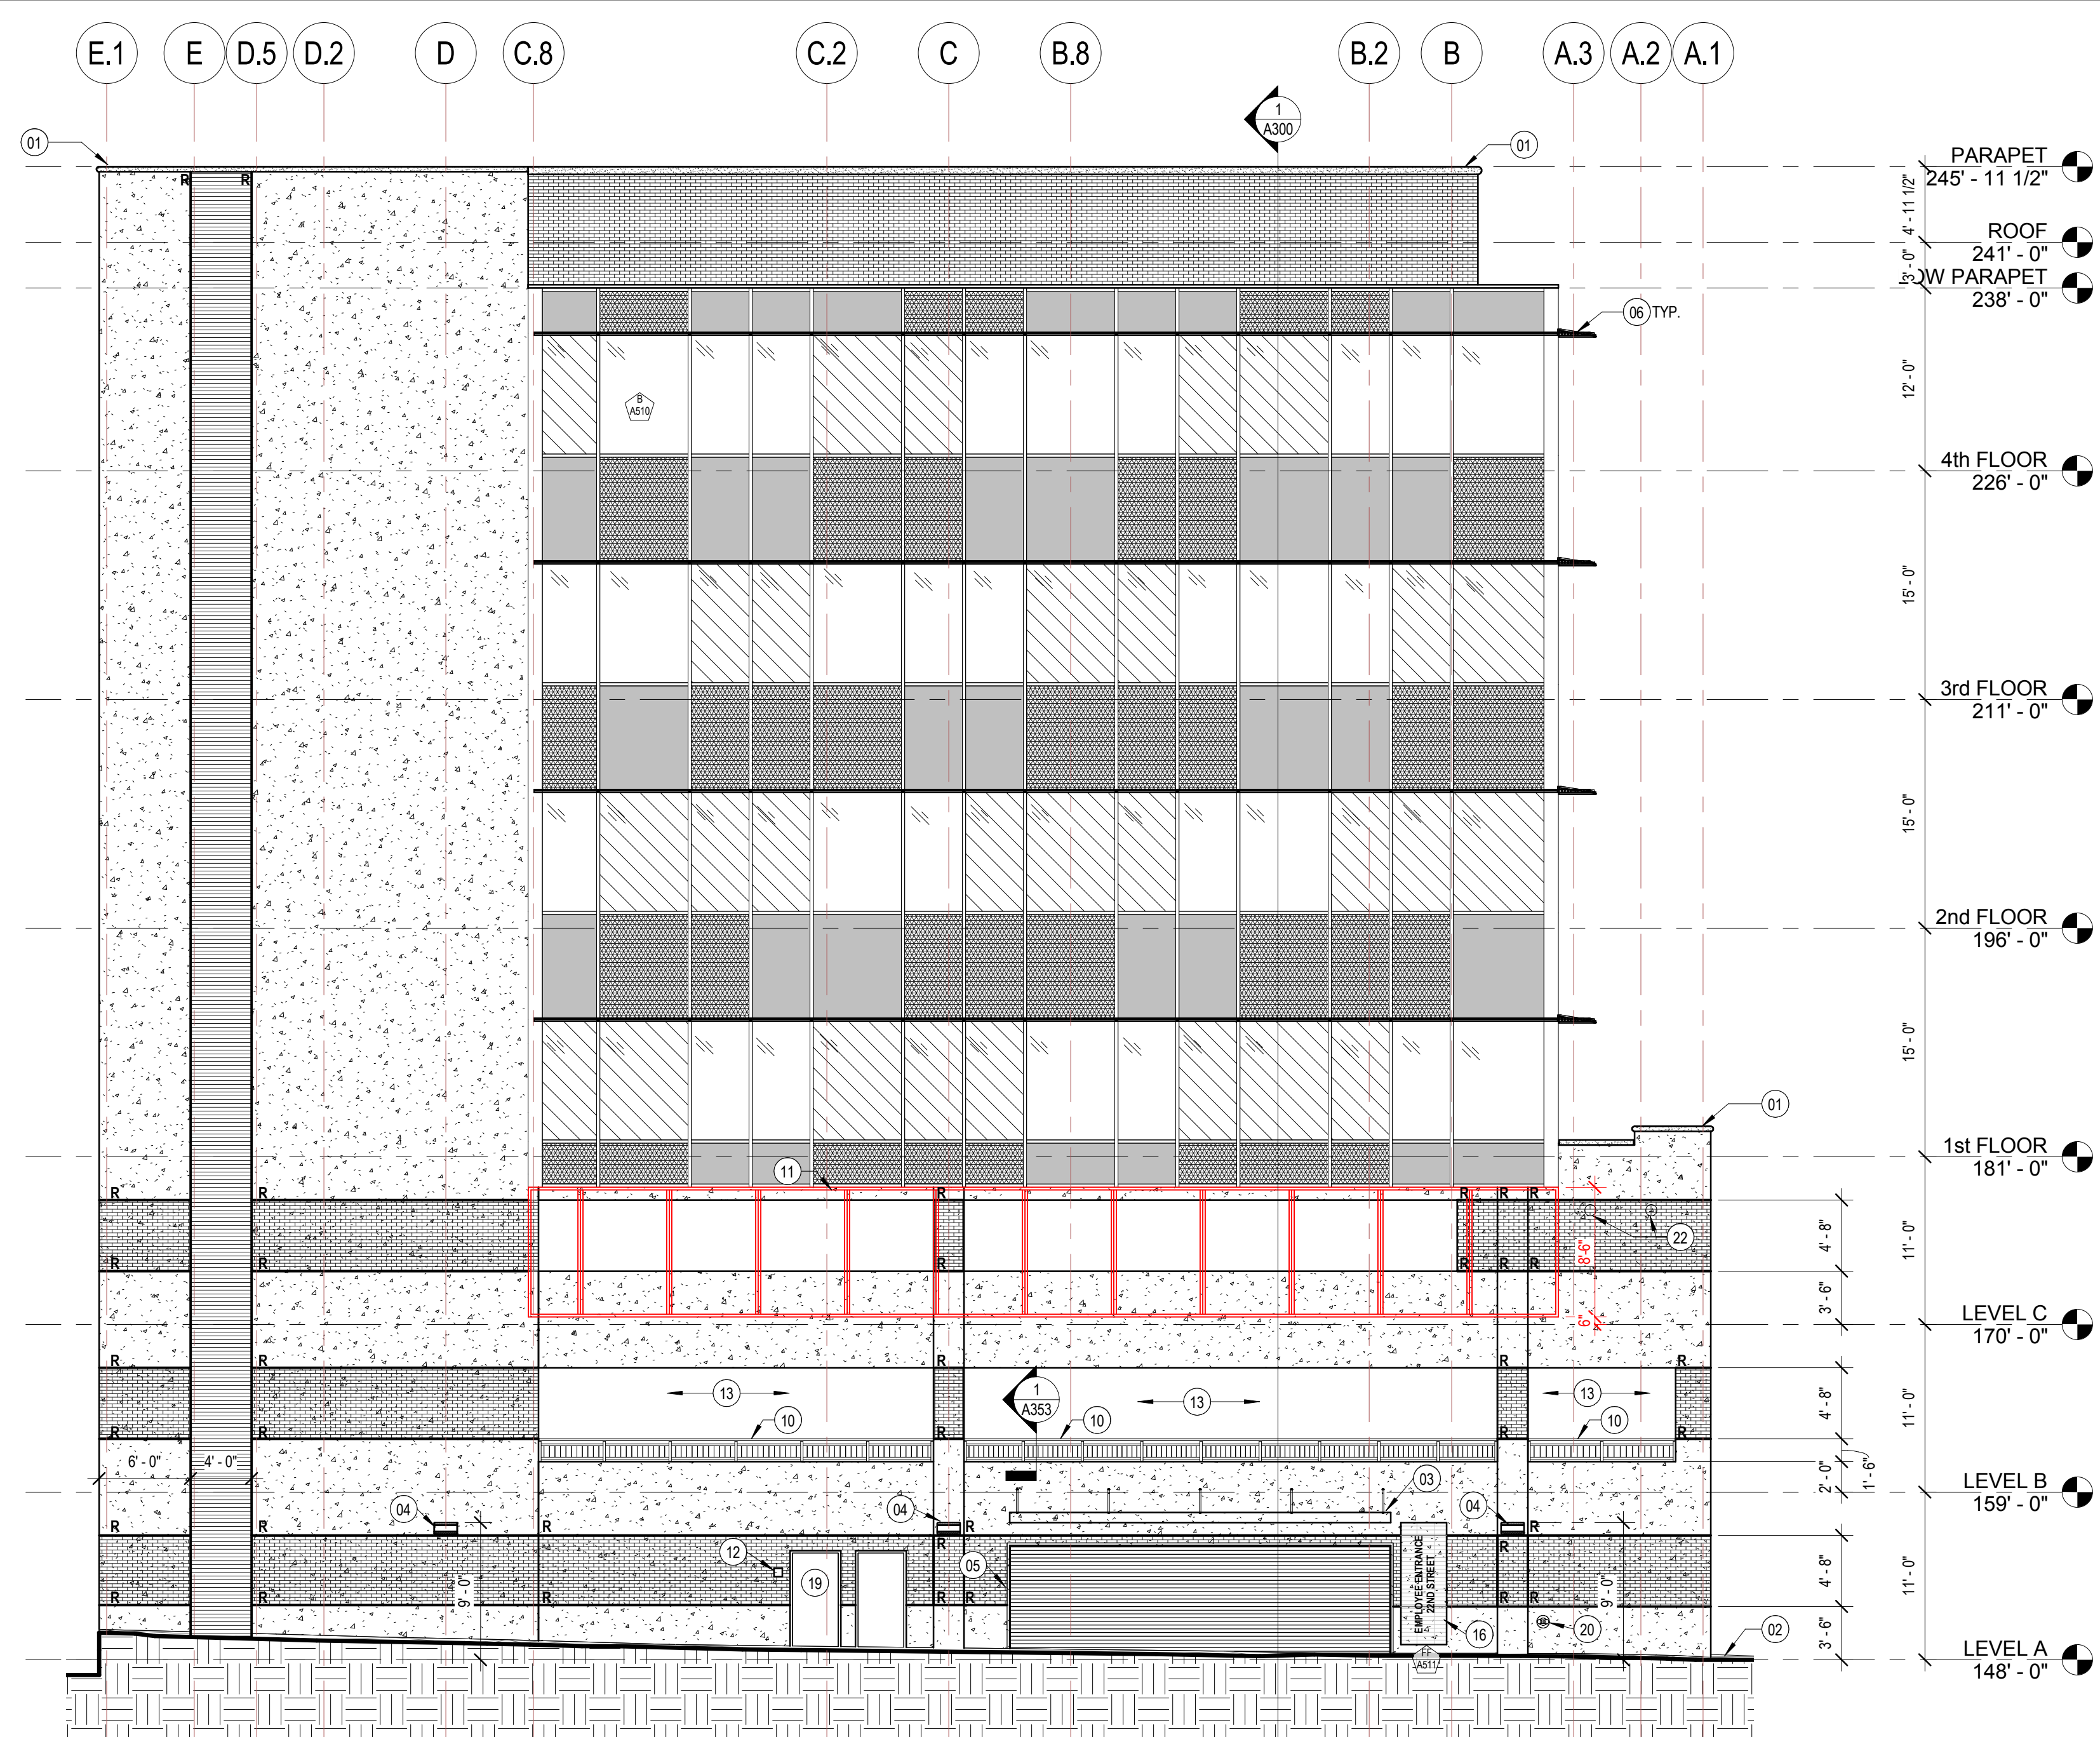 E.1 E D.5 D.2 D C.8 C.2 C B.8 B.2 B A.3 A.2 A.1
1
A300
01
01
PARAPET
245' - 11 1/2"
4' - 11 1/2"
ROOF
241' - 0"
3' - 0"
OW PARAPET
238' - 0"
R R
06 TYP.
12' - 0"
B
A510
4th FLOOR
226' - 0"
15' - 0"
3rd FLOOR
211' - 0"
15' - 0"
2nd FLOOR
196' - 0"
15' - 0"
01
1st FLOOR
181' - 0"
11
R R R R R R
22
8'-6"
4' - 8"
11' - 0"
R R R R R R
3' - 6"
6"
LEVEL C
170' - 0"
R R R R
13
1
A353
13
13
4' - 8"
11' - 0"
10
10
10
R R R R
6' - 0"
4' - 0"
2' - 0"
1' - 6"
03
LEVEL B
159' - 0"
04
04
04
R R R R R
R R
12
19
05
EMPLOYEE ENTRANCE
22ND STREET
4' - 8"
11' - 0"
9' - 0"
9' - 0"
R R R R R R
16
20
02
3' - 6"
FF
A511
LEVEL A
148' - 0"